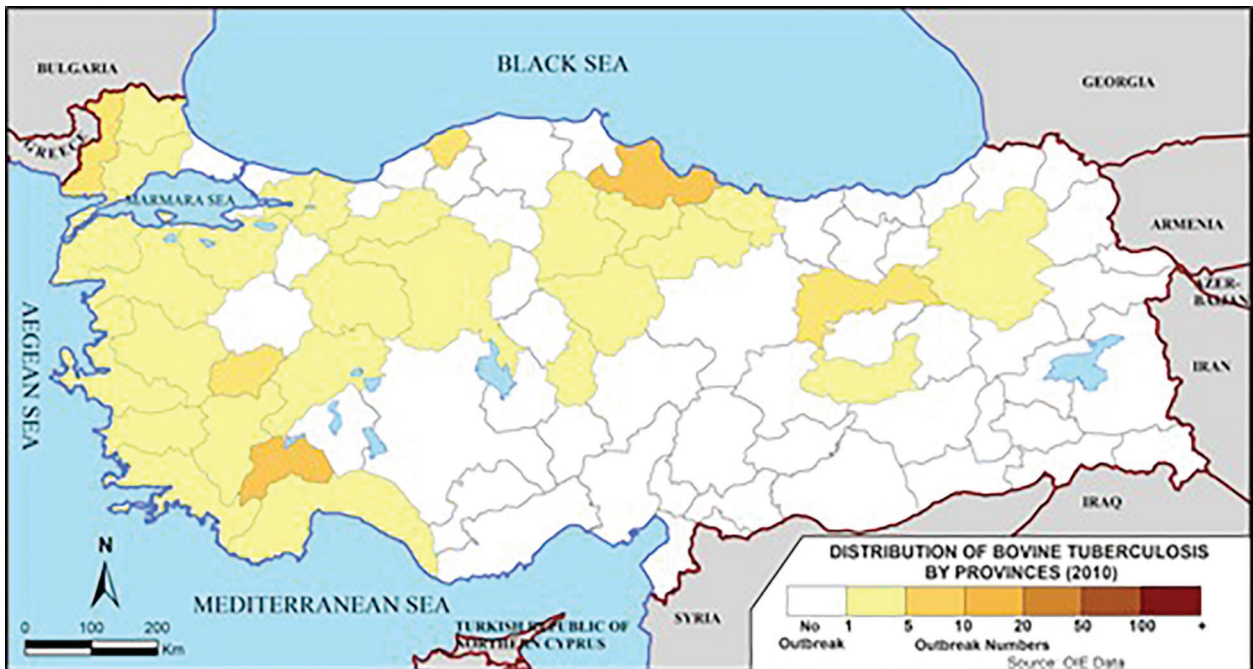 BULGARIA
BLACK SEA
GEORGIA
GREECE
MARMARA SEA
ARMENIA
AZER-
BAIJAN
IRAN
AEGEAN SEA
IRAQ
N
0 100 200
Km
MEDITERRANEAN SEA
TURKISH REPUBLIC OF
NORTHERN CYPRUS
SYRIA
DISTRIBUTION OF BOVINE TUBERCULOSIS
BY PROVINCES (2010)
No 1 5 10 20 50 100 +
Outbreak Outbreak Numbers
Source: OIE Data